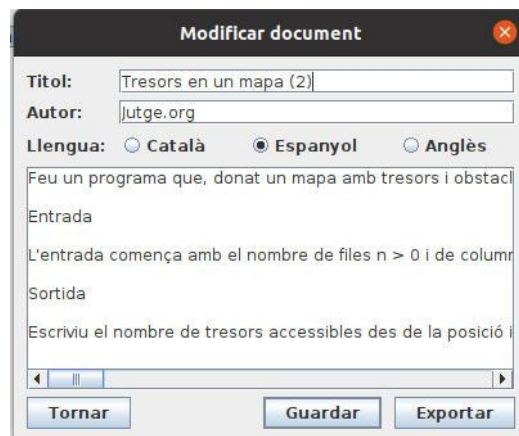 Modificar document
Titol: Tresors en un mapa (2)
Autor: Jutge.org
Llengua: Català Espanyol Anglès
Feu un programa que, donat un mapa amb tresors i obstacl
Entrada
L'entrada comença amb el nombre de files n > 0 i de column
Sortida
Escriviu el nombre de tresors accessibles des de la posició i
Tornar Guardar Exportar